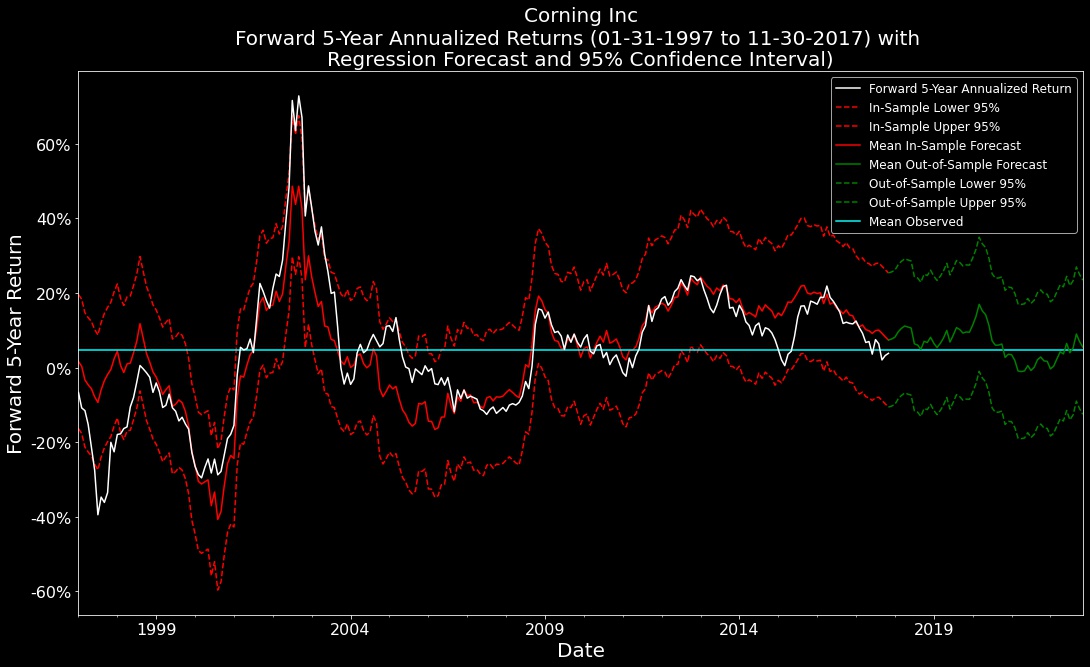 Corning Inc
Forward 5-Year Annualized Returns (01-31-1997 to 11-30-2017) with
Regression Forecast and 95% Confidence Interval)
Forward 5-Year Annualized Return
In-Sample Lower 95%
In-Sample Upper 95%
Mean In-Sample Forecast
Mean Out-of-Sample Forecast
Out-of-Sample Lower 95%
Out-of-Sample Upper 95%
Mean Observed
Forward 5-Year Return
60%
40%
20%
0%
-20%
-40%
-60%
1999
2004
2009
2014
2019
Date